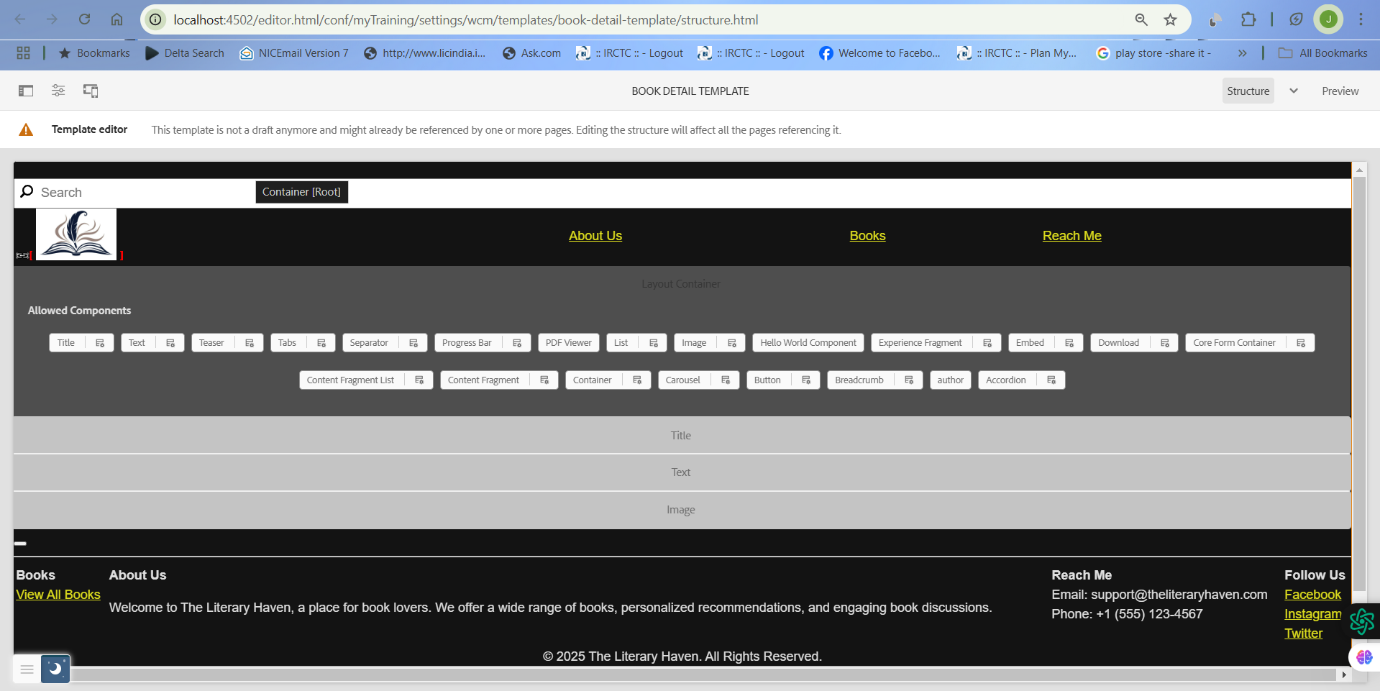 localhost:4502/editor.html/conf/myTraining/settings/wcm/templates/book-detail-template/structure.html
J
Bookmarks Delta Search NICEmail Version 7 http://www.licindia.i... Ask.com :: IRCTC :: - Logout :: IRCTC :: - Logout Welcome to Facebo... :: IRCTC :: - Plan My... play store -share it - » All Bookmarks
BOOK DETAIL TEMPLATE Structure Preview
Template editor This template is not a draft anymore and might already be referenced by one or more pages. Editing the structure will affect all the pages referencing it.
Search Container [Root]
About Us Books Reach Me
Layout Container
Allowed Components
Title Text Teaser Tabs Separator Progress Bar PDF Viewer List Image Hello World Component Experience Fragment Embed Download Core Form Container
Content Fragment List Content Fragment Container Carousel Button Breadcrumb author Accordion
Title
Text
Image
Books About Us Reach Me Follow Us
View All Books Email: support@theliteraryhaven.com Facebook
Welcome to The Literary Haven, a place for book lovers. We offer a wide range of books, personalized recommendations, and engaging book discussions. Phone: +1 (555) 123-4567 Instagram
Twitter
© 2025 The Literary Haven. All Rights Reserved.